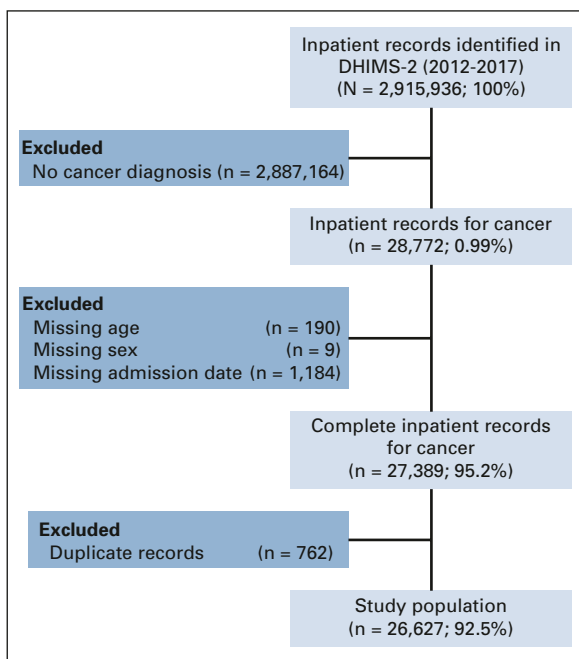 Inpatient records identified in
DHIMS-2 (2012-2017)
(N = 2,915,936; 100%)
Excluded
No cancer diagnosis (n = 2,887,164)
Inpatient records for cancer
(n = 28,772; 0.99%)
Excluded
Missing age (n = 190)
Missing sex (n = 9)
Missing admission date (n = 1,184)
Complete inpatient records
for cancer
(n = 27,389; 95.2%)
Excluded
Duplicate records (n = 762)
Study population
(n = 26,627; 92.5%)